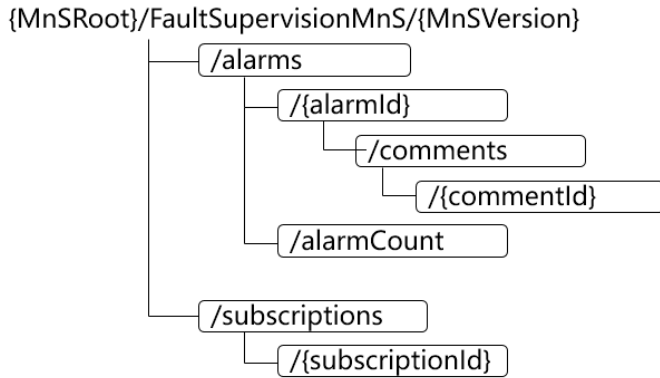 {MnSRoot}/FaultSupervisionMnS/{MnSVersion}
/alarms
/{alarmId}
/comments
/{commentId}
/alarmCount
/subscriptions
/{subscriptionId}